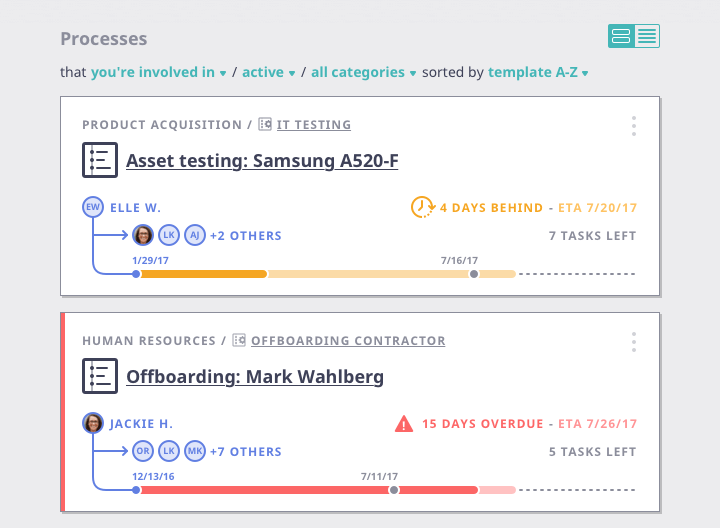 Processes
that you're involved in / active / all categories sorted by template A-Z
PRODUCT ACQUISITION / IT TESTING
Asset testing: Samsung A520-F
EW ELLE W. 4 DAYS BEHIND - ETA 7/20/17
LK AJ +2 OTHERS 7 TASKS LEFT
1/29/17 7/16/17
HUMAN RESOURCES / OFFBOARDING CONTRACTOR
Offboarding: Mark Wahlberg
JACKIE H. 15 DAYS OVERDUE - ETA 7/26/17
OR LK MK +7 OTHERS 5 TASKS LEFT
12/13/16 7/11/17